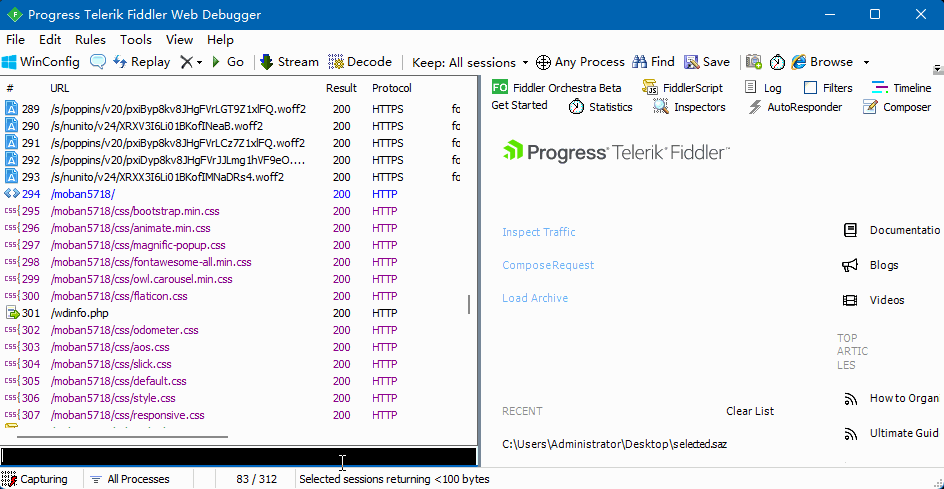 Progress Telerik Fiddler Web Debugger
File Edit Rules Tools View Help
WinConfig Replay Go Stream Decode Keep: All sessions Any Process Find Save Browse
# URL Result Protocol
289 /s/poppins/v20/pxiByp8kv8JHgFVrLGT9Z1xlFQ.woff2 200 HTTPS fo
290 /s/nunito/v24/XRXV3I6Li01BKofINeaB.woff2 200 HTTPS fo
291 /s/poppins/v20/pxiByp8kv8JHgFVrLCz7Z1xlFQ.woff2 200 HTTPS fo
292 /s/poppins/v20/pxiDyp8kv8JHgFVrJJLmg1hVF9eO.... 200 HTTPS fo
293 /s/nunito/v24/XRXX3I6Li01BKofIMNaDRs4.woff2 200 HTTPS fo
294 /moban5718/ 200 HTTP
295 /moban5718/css/bootstrap.min.css 200 HTTP
296 /moban5718/css/animate.min.css 200 HTTP
297 /moban5718/css/magnific-popup.css 200 HTTP
298 /moban5718/css/fontawesome-all.min.css 200 HTTP
299 /moban5718/css/owl.carousel.min.css 200 HTTP
300 /moban5718/css/flaticon.css 200 HTTP
301 /wdinfo.php 200 HTTP
302 /moban5718/css/odometer.css 200 HTTP
303 /moban5718/css/aos.css 200 HTTP
304 /moban5718/css/slick.css 200 HTTP
305 /moban5718/css/default.css 200 HTTP
306 /moban5718/css/style.css 200 HTTP
307 /moban5718/css/responsive.css 200 HTTP
FO Fiddler Orchestra Beta FiddlerScript Log Filters Timeline
Get Started Statistics Inspectors AutoResponder Composer
Progress Telerik Fiddler
Inspect Traffic
Compose Request
Load Archive
Documentatio
Blogs
Videos
TOP
ARTIC
LES
How to Organ
Ultimate Guid
RECENT Clear List
C:\Users\Administrator\Desktop\selected.saz
Capturing All Processes 83 / 312 Selected sessions returning <100 bytes